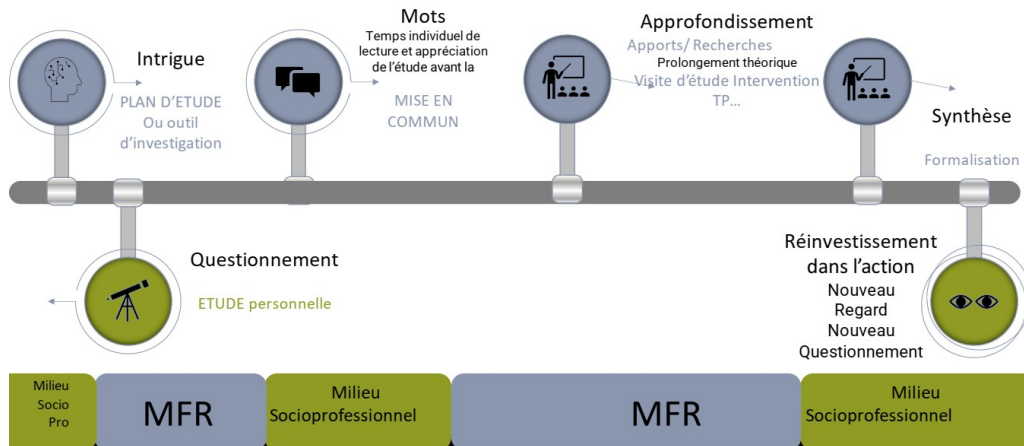 Intrigue
PLAN D’ETUDE
Ou outil
d’investigation
Mots
Temps individuel de
lecture et appréciation
de l’étude avant la
MISE EN
COMMUN
Approfondissement
Apports/ Recherches
Prolongement théorique
Visite d’étude Intervention
TP…
Synthèse
Formalisation
Questionnement
ETUDE personnelle
Réinvestissement
dans l’action
Nouveau
Regard
Nouveau
Questionnement
Milieu
Socio
Pro
MFR
Milieu
Socioprofessionnel
MFR
Milieu
Socioprofessionnel